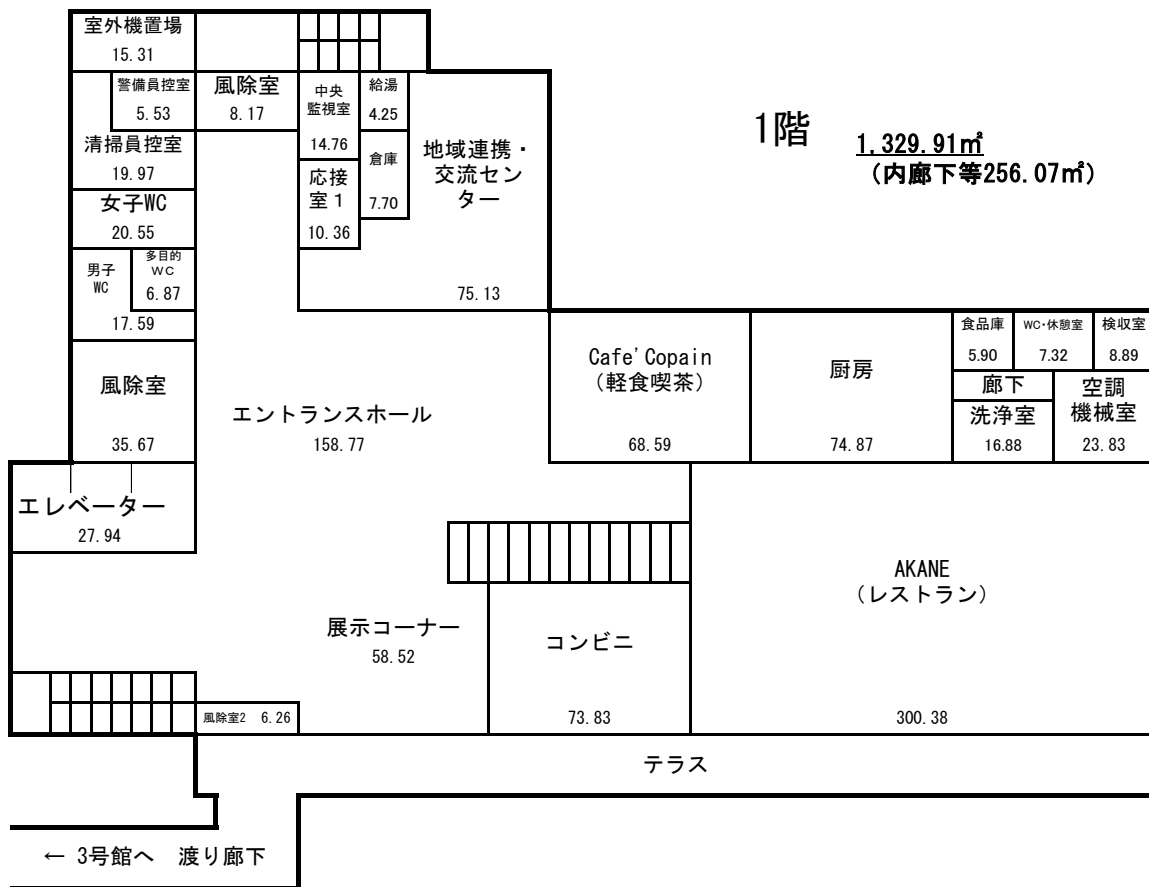 室外機置場
15.31
警備員控室
5.53
風除室
8.17
中央
監視室
14.76
給湯
4.25
清掃員控室
19.97
倉庫
7.70
地域連携・
交流セン
ター
75.13
応接
室１
10.36
1階
1,329.91㎡
(内廊下等256.07㎡)
女子WC
20.55
男子
WC
17.59
多目的
ＷＣ
6.87
風除室
35.67
エントランスホール
158.77
Cafe'Copain
(軽食喫茶)
68.59
厨房
74.87
食品庫
5.90
WC・休憩室
7.32
検収室
8.89
廊下
洗浄室
16.88
空調
機械室
23.83
エレベーター
27.94
AKANE
(レストラン)
300.38
展示コーナー
58.52
コンビニ
73.83
風除室2 6.26
テラス
← 3号館へ 渡り廊下